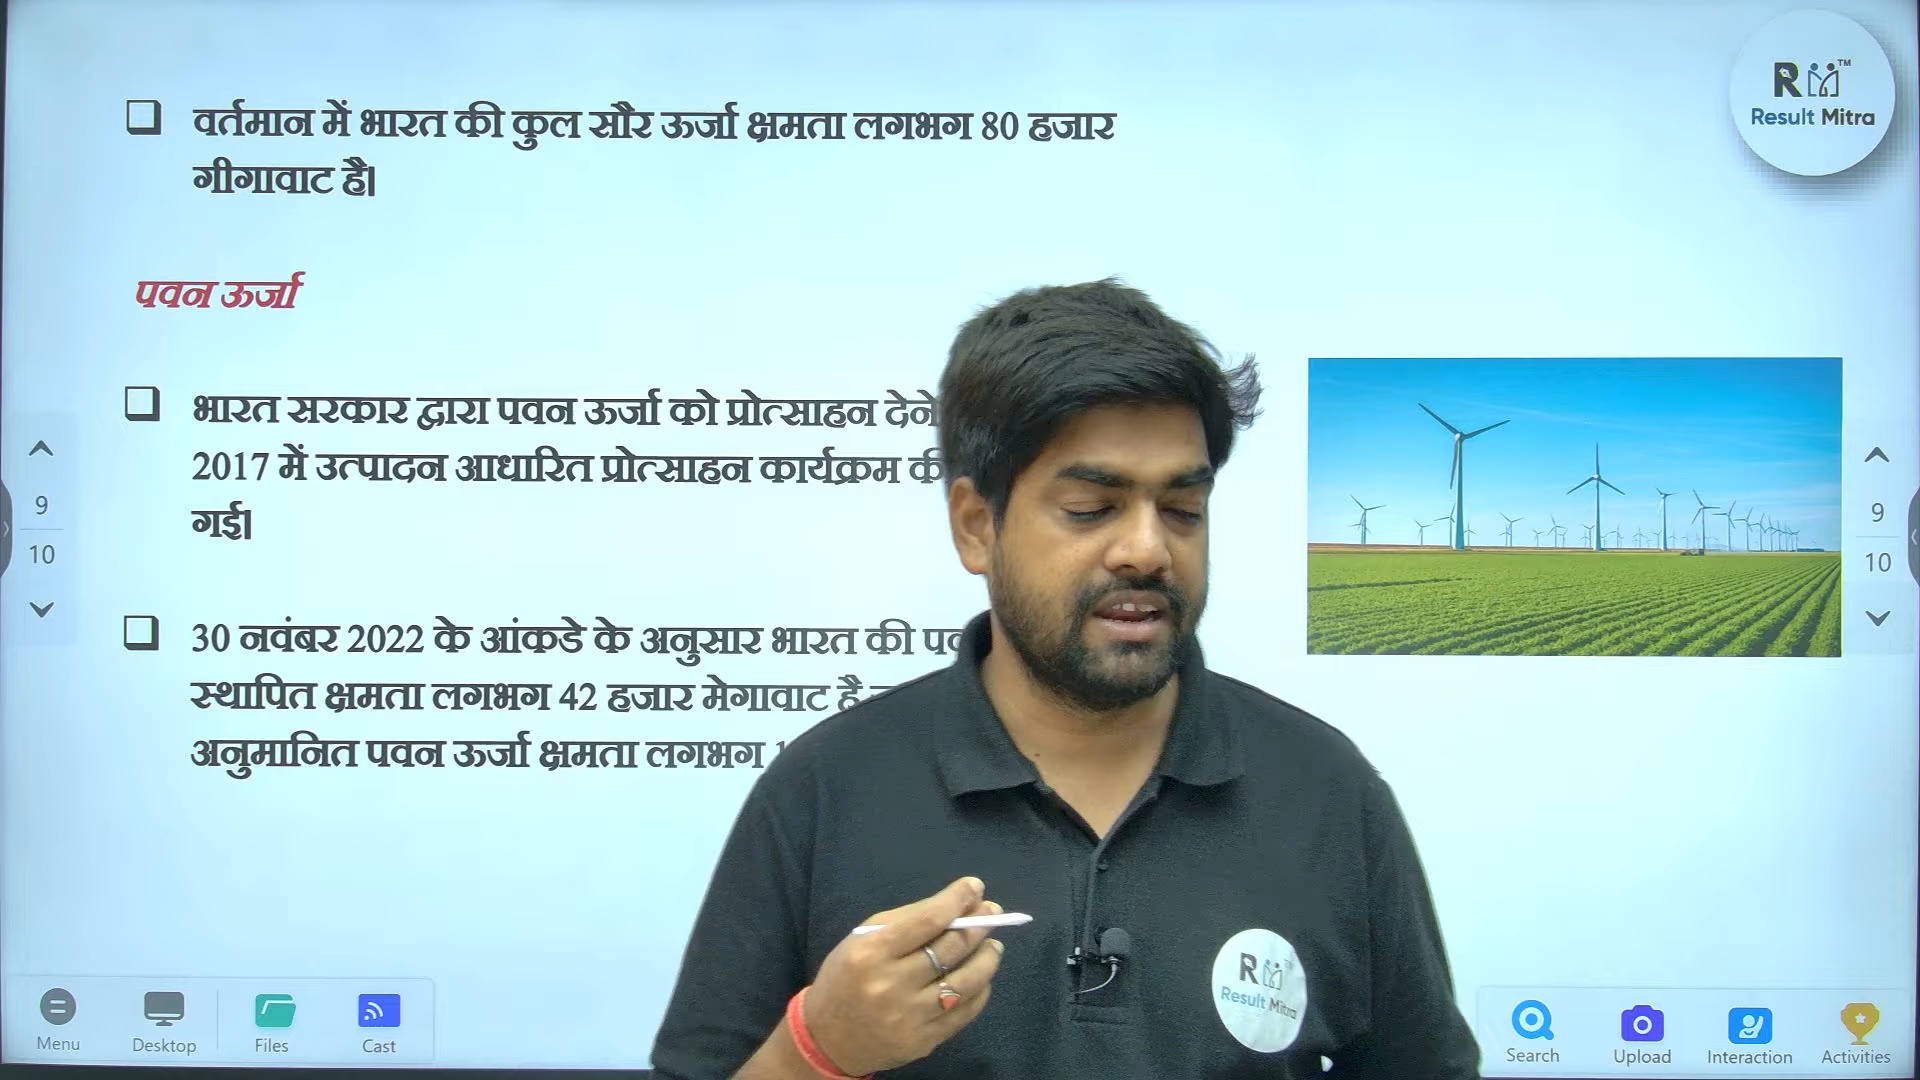 RM™
Result Mitra
वर्तमान में भारत की कुल सौर ऊर्जा क्षमता लगभग 80 हजार
गीगावाट है।
पवन ऊर्जा
भारत सरकार द्वारा पवन ऊर्जा को प्रोत्साहन देने
2017 में उत्पादन आधारित प्रोत्साहन कार्यक्रम की
गई।
30 नवंबर 2022 के आंकडे के अनुसार भारत की
स्थापित क्षमता लगभग 42 हजार मेगावाट है
अनुमानित पवन ऊर्जा क्षमता लगभग
9
10
9
10
R
Result Mitra
Menu
Desktop
Files
Cast
Search
Upload
Interaction
Activities